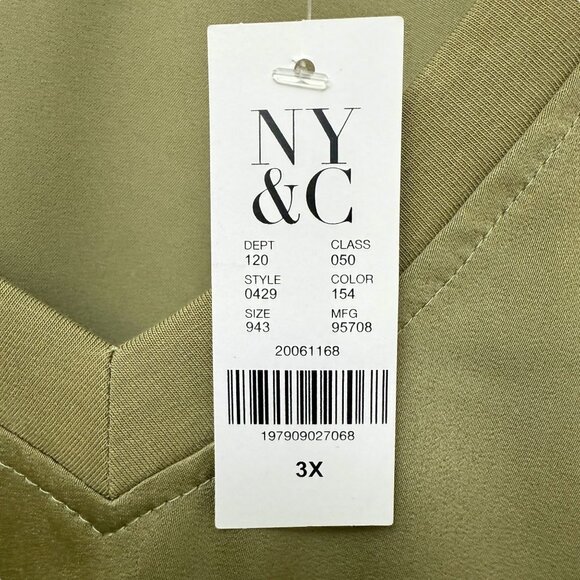 NY
&C
DEPT CLASS
120 050
STYLE COLOR
0429 154
SIZE MFG
943 95708
20061168
197909027068
3X